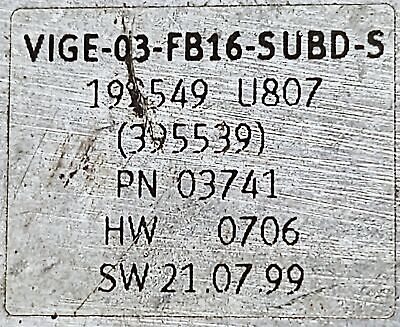 VIGE-03-FB16-SUBD-S
U807
(395539)
PN 03741
HW 0706
SW 21.07.99